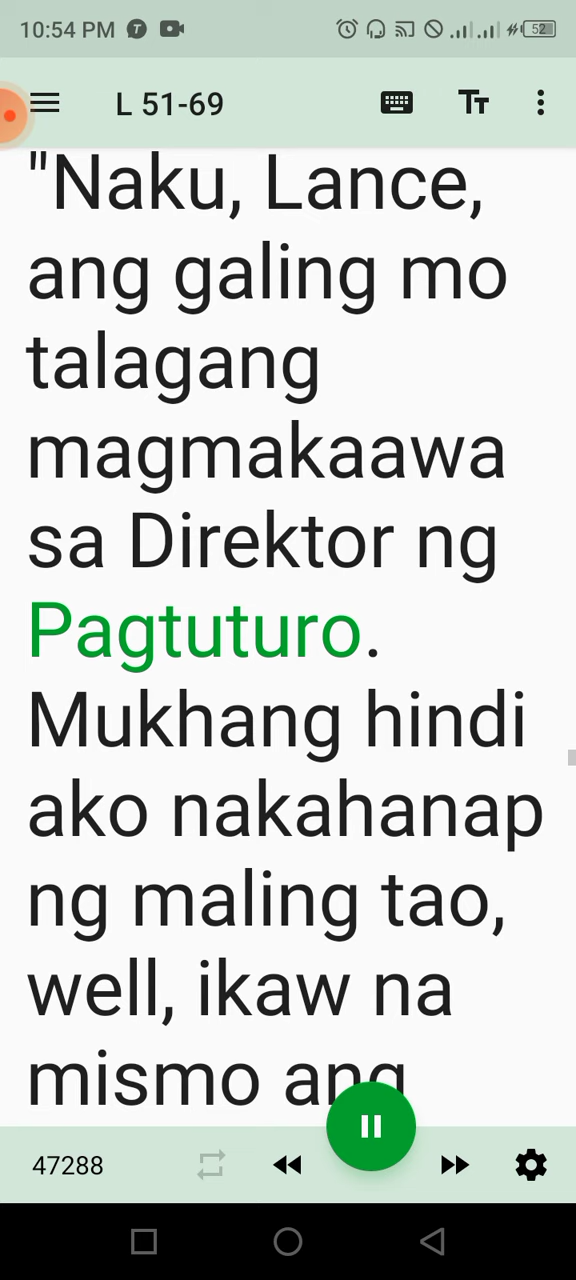 10:54 PM 52
L 51-69
"Naku, Lance,
ang galing mo
talagang
magmakaawa
sa Direktor ng
Pagtuturo.
Mukhang hindi
ako nakahanap
ng maling tao,
well, ikaw na
mismo ang
47288